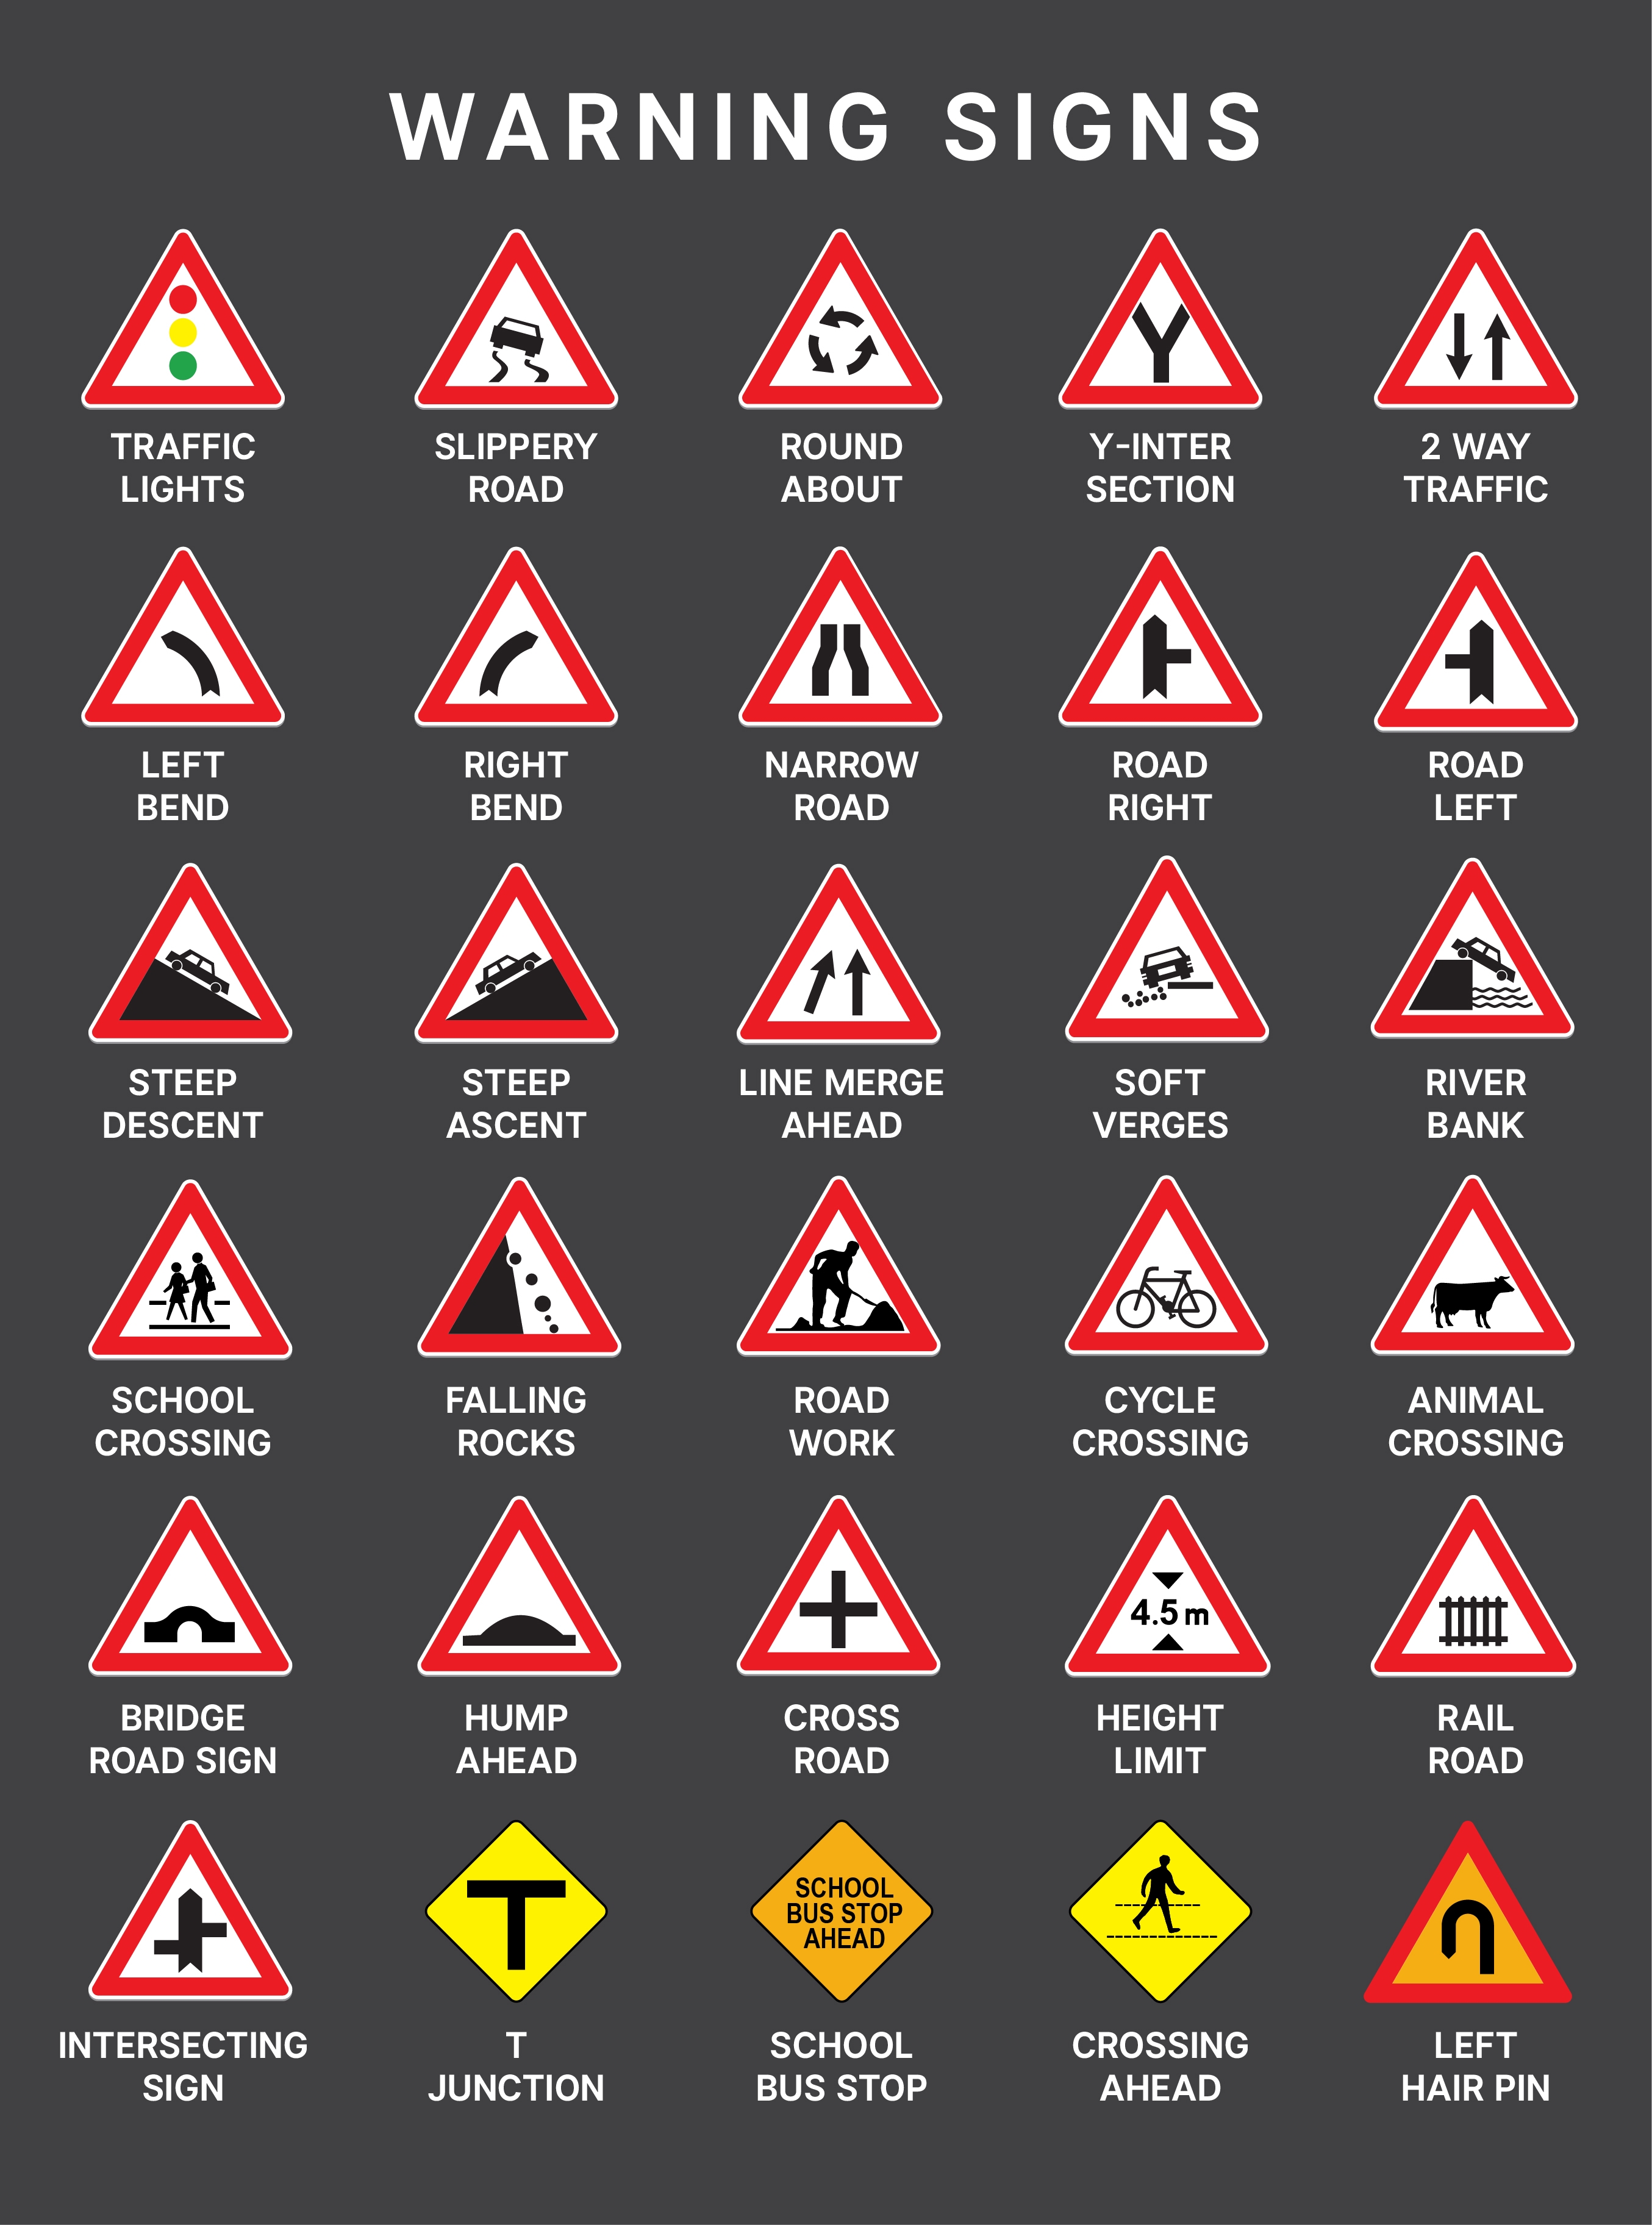 WARNING SIGNS
TRAFFIC
LIGHTS
SLIPPERY
ROAD
ROUND
ABOUT
Y-INTER
SECTION
2 WAY
TRAFFIC
LEFT
BEND
RIGHT
BEND
NARROW
ROAD
ROAD
RIGHT
ROAD
LEFT
STEEP
DESCENT
STEEP
ASCENT
LINE MERGE
AHEAD
SOFT
VERGES
RIVER
BANK
SCHOOL
CROSSING
FALLING
ROCKS
ROAD
WORK
CYCLE
CROSSING
ANIMAL
CROSSING
BRIDGE
ROAD SIGN
HUMP
AHEAD
CROSS
ROAD
4.5 m
HEIGHT
LIMIT
RAIL
ROAD
INTERSECTING
SIGN
T
JUNCTION
SCHOOL
BUS STOP
AHEAD
SCHOOL
BUS STOP
CROSSING
AHEAD
LEFT
HAIR PIN